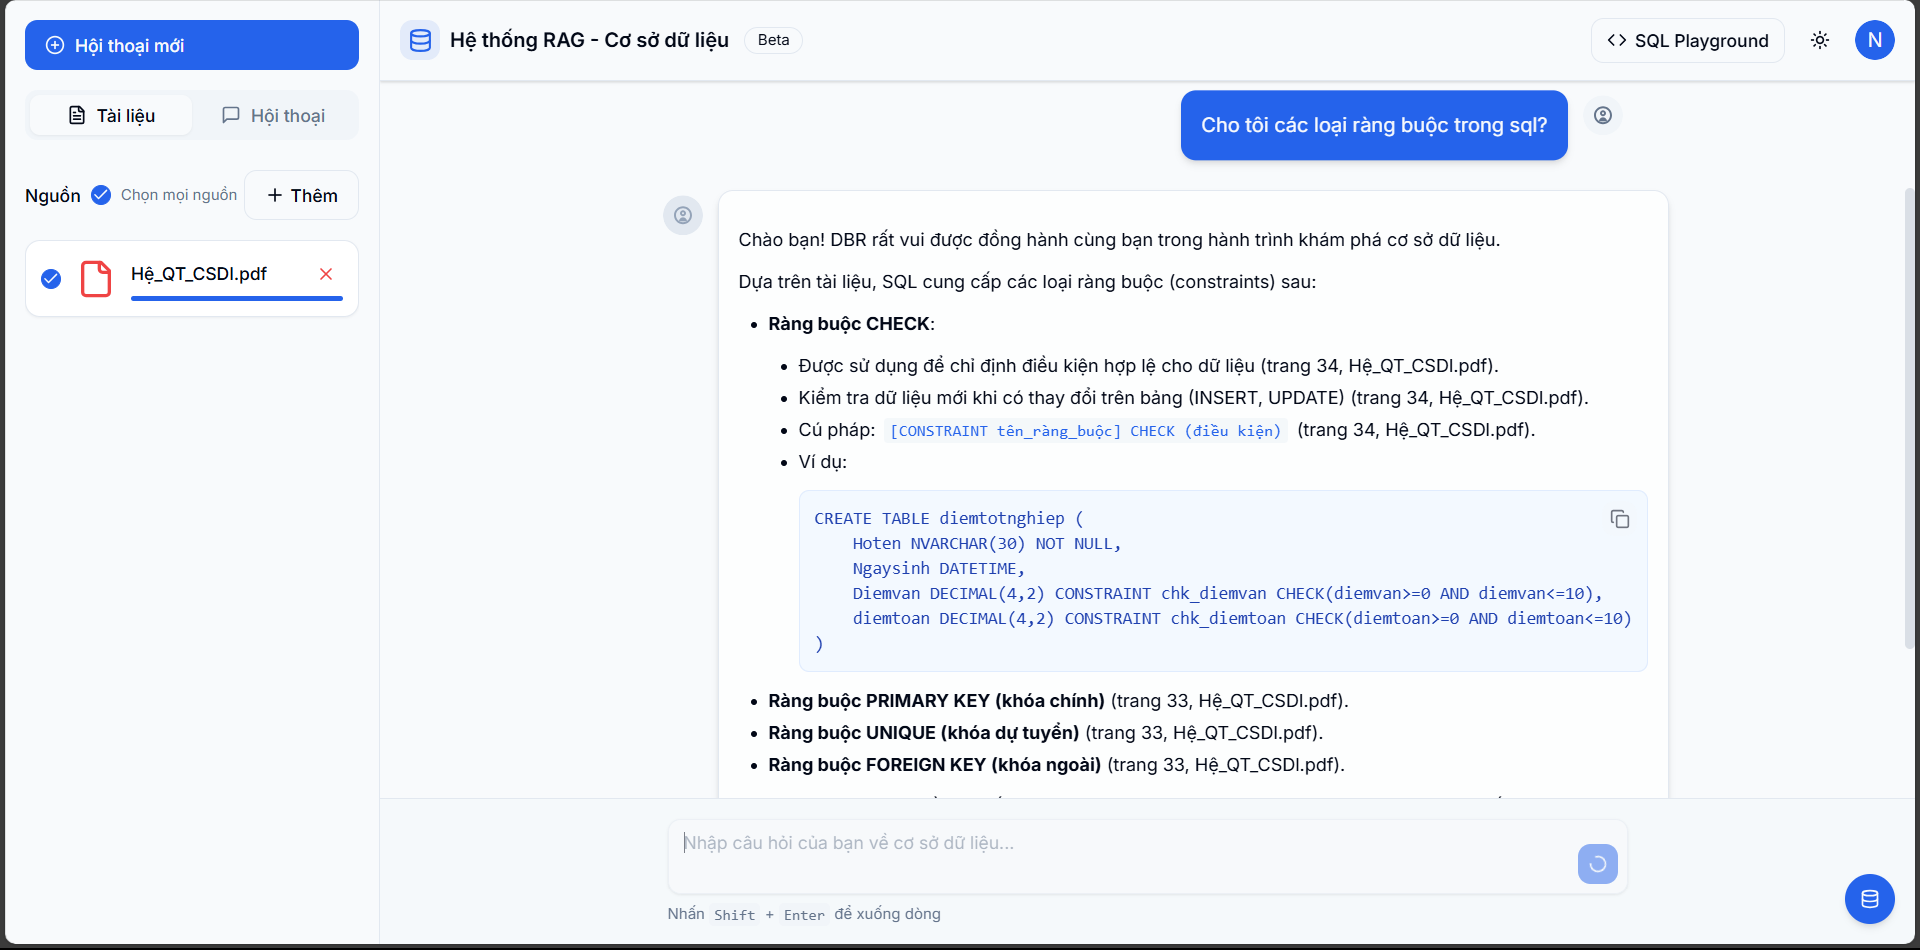 Hội thoại mới
Tài liệu
Hội thoại
Nguồn
Chọn mọi nguồn
Thêm
Hệ_QT_CSDl.pdf
Hệ thống RAG - Cơ sở dữ liệu
Beta
SQL Playground
N
Cho tôi các loại ràng buộc trong sql?
Chào bạn! DBR rất vui được đồng hành cùng bạn trong hành trình khám phá cơ sở dữ liệu.
Dựa trên tài liệu, SQL cung cấp các loại ràng buộc (constraints) sau:
Ràng buộc CHECK:
Được sử dụng để chỉ định điều kiện hợp lệ cho dữ liệu (trang 34, Hệ_QT_CSDl.pdf).
Kiểm tra dữ liệu mới khi có thay đổi trên bảng (INSERT, UPDATE) (trang 34, Hệ_QT_CSDl.pdf).
Cú pháp: [CONSTRAINT tên_ràng_buộc] CHECK (điều kiện) (trang 34, Hệ_QT_CSDl.pdf).
Ví dụ:
CREATE TABLE diemtotnghiep (
Hoten NVARCHAR(30) NOT NULL,
Ngaysinh DATETIME,
Diemvan DECIMAL(4,2) CONSTRAINT chk_diemvan CHECK(diemvan>=0 AND diemvan<=10),
diemtoan DECIMAL(4,2) CONSTRAINT chk_diemtoan CHECK(diemtoan>=0 AND diemtoan<=10)
)
Ràng buộc PRIMARY KEY (khóa chính) (trang 33, Hệ_QT_CSDl.pdf).
Ràng buộc UNIQUE (khóa dự tuyển) (trang 33, Hệ_QT_CSDl.pdf).
Ràng buộc FOREIGN KEY (khóa ngoài) (trang 33, Hệ_QT_CSDl.pdf).
Nhập câu hỏi của bạn về cơ sở dữ liệu...
Nhấn Shift + Enter để xuống dòng